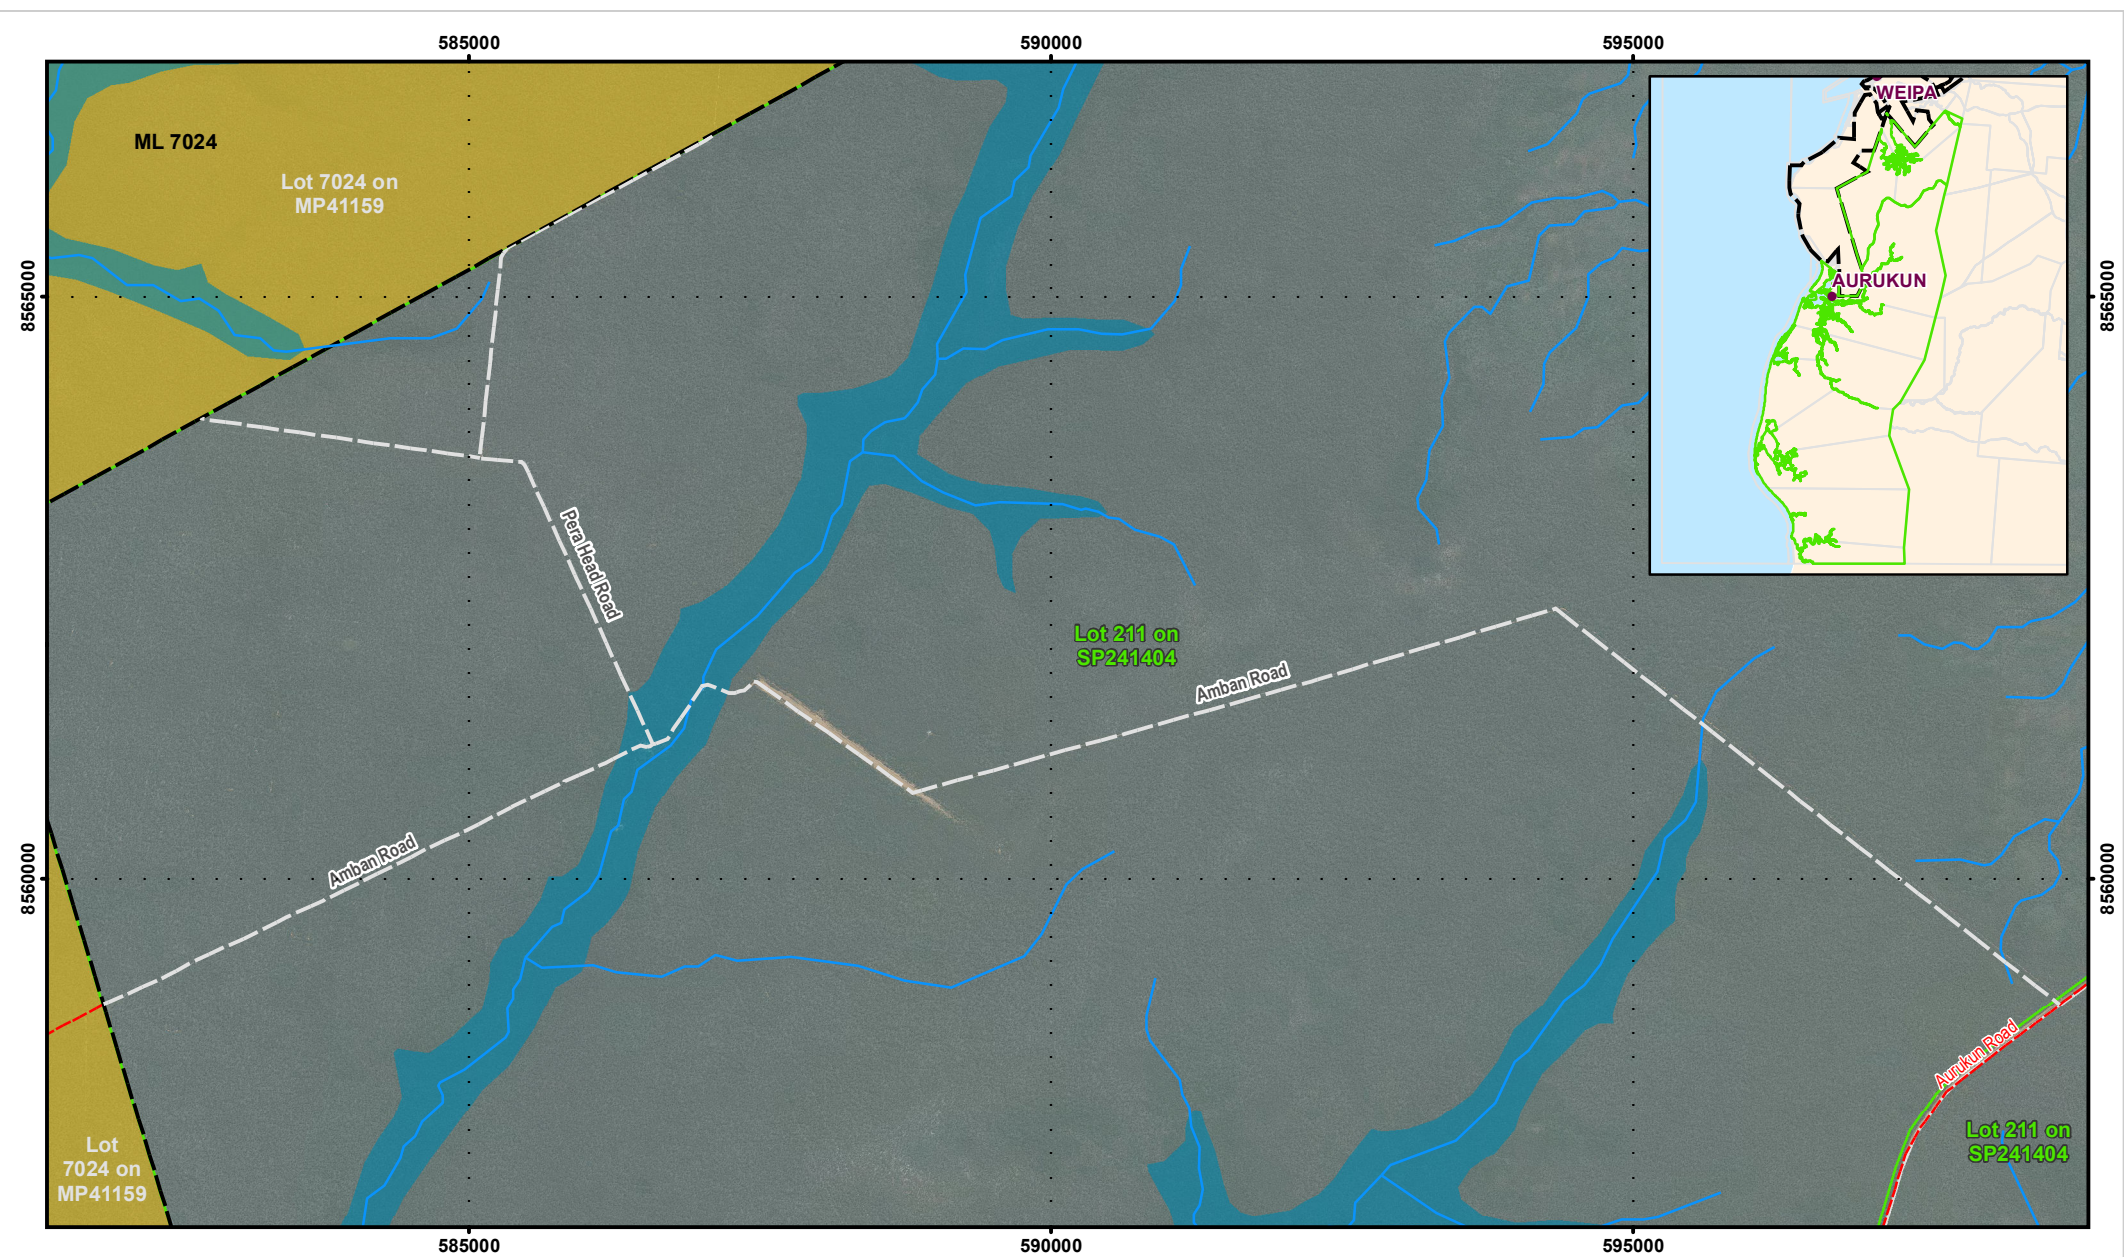 585000
590000
595000
ML 7024
Lot 7024 on
MP41159
WEIPA
AURUKUN
8565000
8565000
Pera Head Road
Lot 211 on
SP241404
Amban Road
Amban Road
8560000
8560000
Aurukun Road
Lot
7024 on
MP41159
Lot 211 on
SP241404
585000
590000
595000